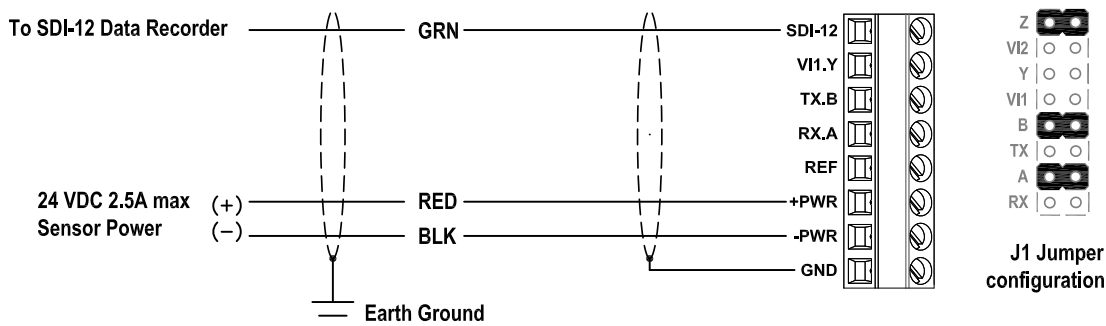 To SDI-12 Data Recorder
GRN
SDI-12
VI1.Y
TX.B
RX.A
REF
24 VDC 2.5A max
Sensor Power
(+)
(−)
RED
BLK
+PWR
-PWR
GND
Earth Ground
Z
VI2
Y
VI1
B
TX
A
RX
J1 Jumper
configuration